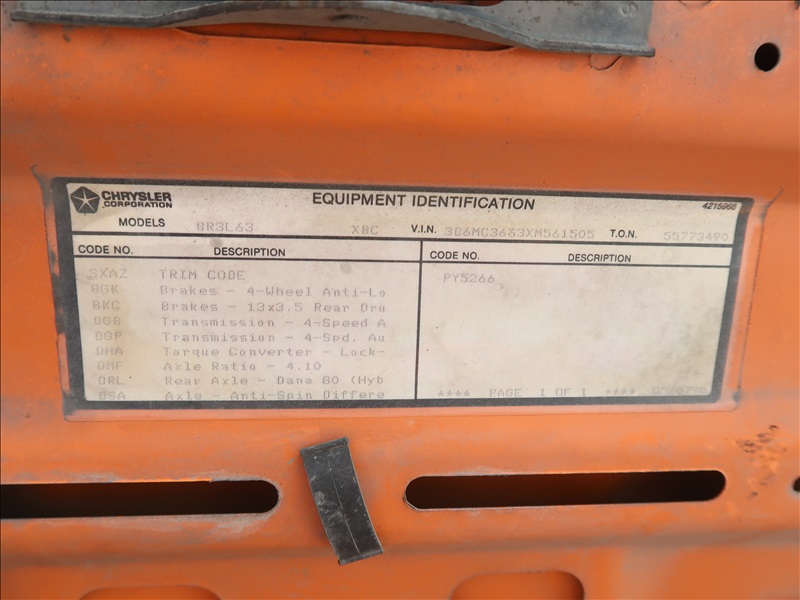 CHRYSLER CORPORATION EQUIPMENT IDENTIFICATION 4215966
MODELS BR3L63 XBC V.I.N. 3B6MC3663XM561505 T.O.N. 55773490
CODE NO. DESCRIPTION CODE NO. DESCRIPTION
SXAZ TRIM CODE PY5266
BGK Brakes - 4-Wheel Anti-Lo
BKC Brakes - 13x3.5 Rear Dru
DGB Transmission - 4-Speed A
DGP Transmission - 4-Spd. Au
DHA Torque Converter - Lock-
DMF Axle Ratio - 4.10
DRL Rear Axle - Dana 80 (Hyb
DSA Axle - Anti-Spin Differe
**** PAGE 1 OF 1 ****